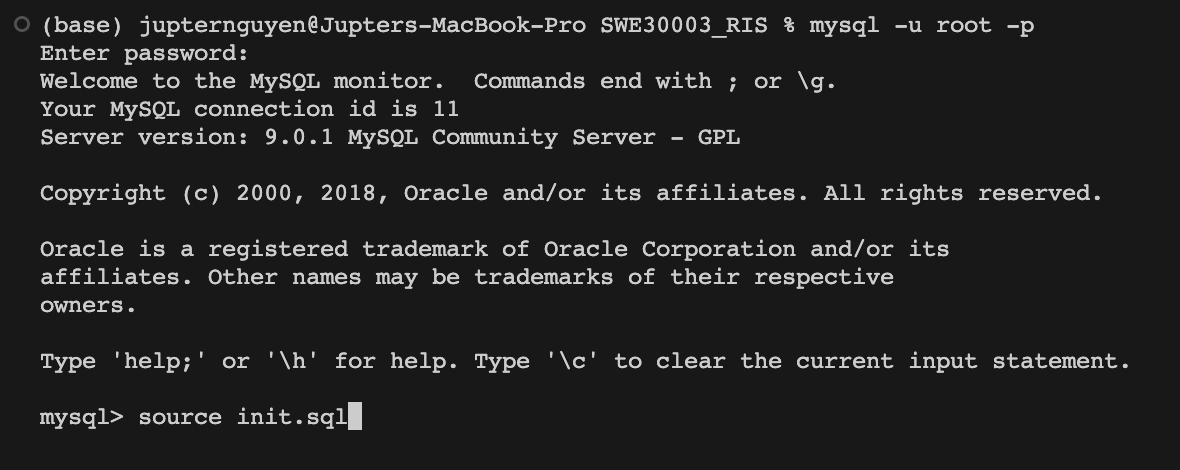 (base) jupternguyen@Jupters-MacBook-Pro SWE30003_RIS % mysql -u root -p
Enter password:
Welcome to the MySQL monitor.  Commands end with ; or \g.
Your MySQL connection id is 11
Server version: 9.0.1 MySQL Community Server - GPL

Copyright (c) 2000, 2018, Oracle and/or its affiliates. All rights reserved.

Oracle is a registered trademark of Oracle Corporation and/or its
affiliates. Other names may be trademarks of their respective
owners.

Type 'help;' or '\h' for help. Type '\c' to clear the current input statement.

mysql> source init.sql